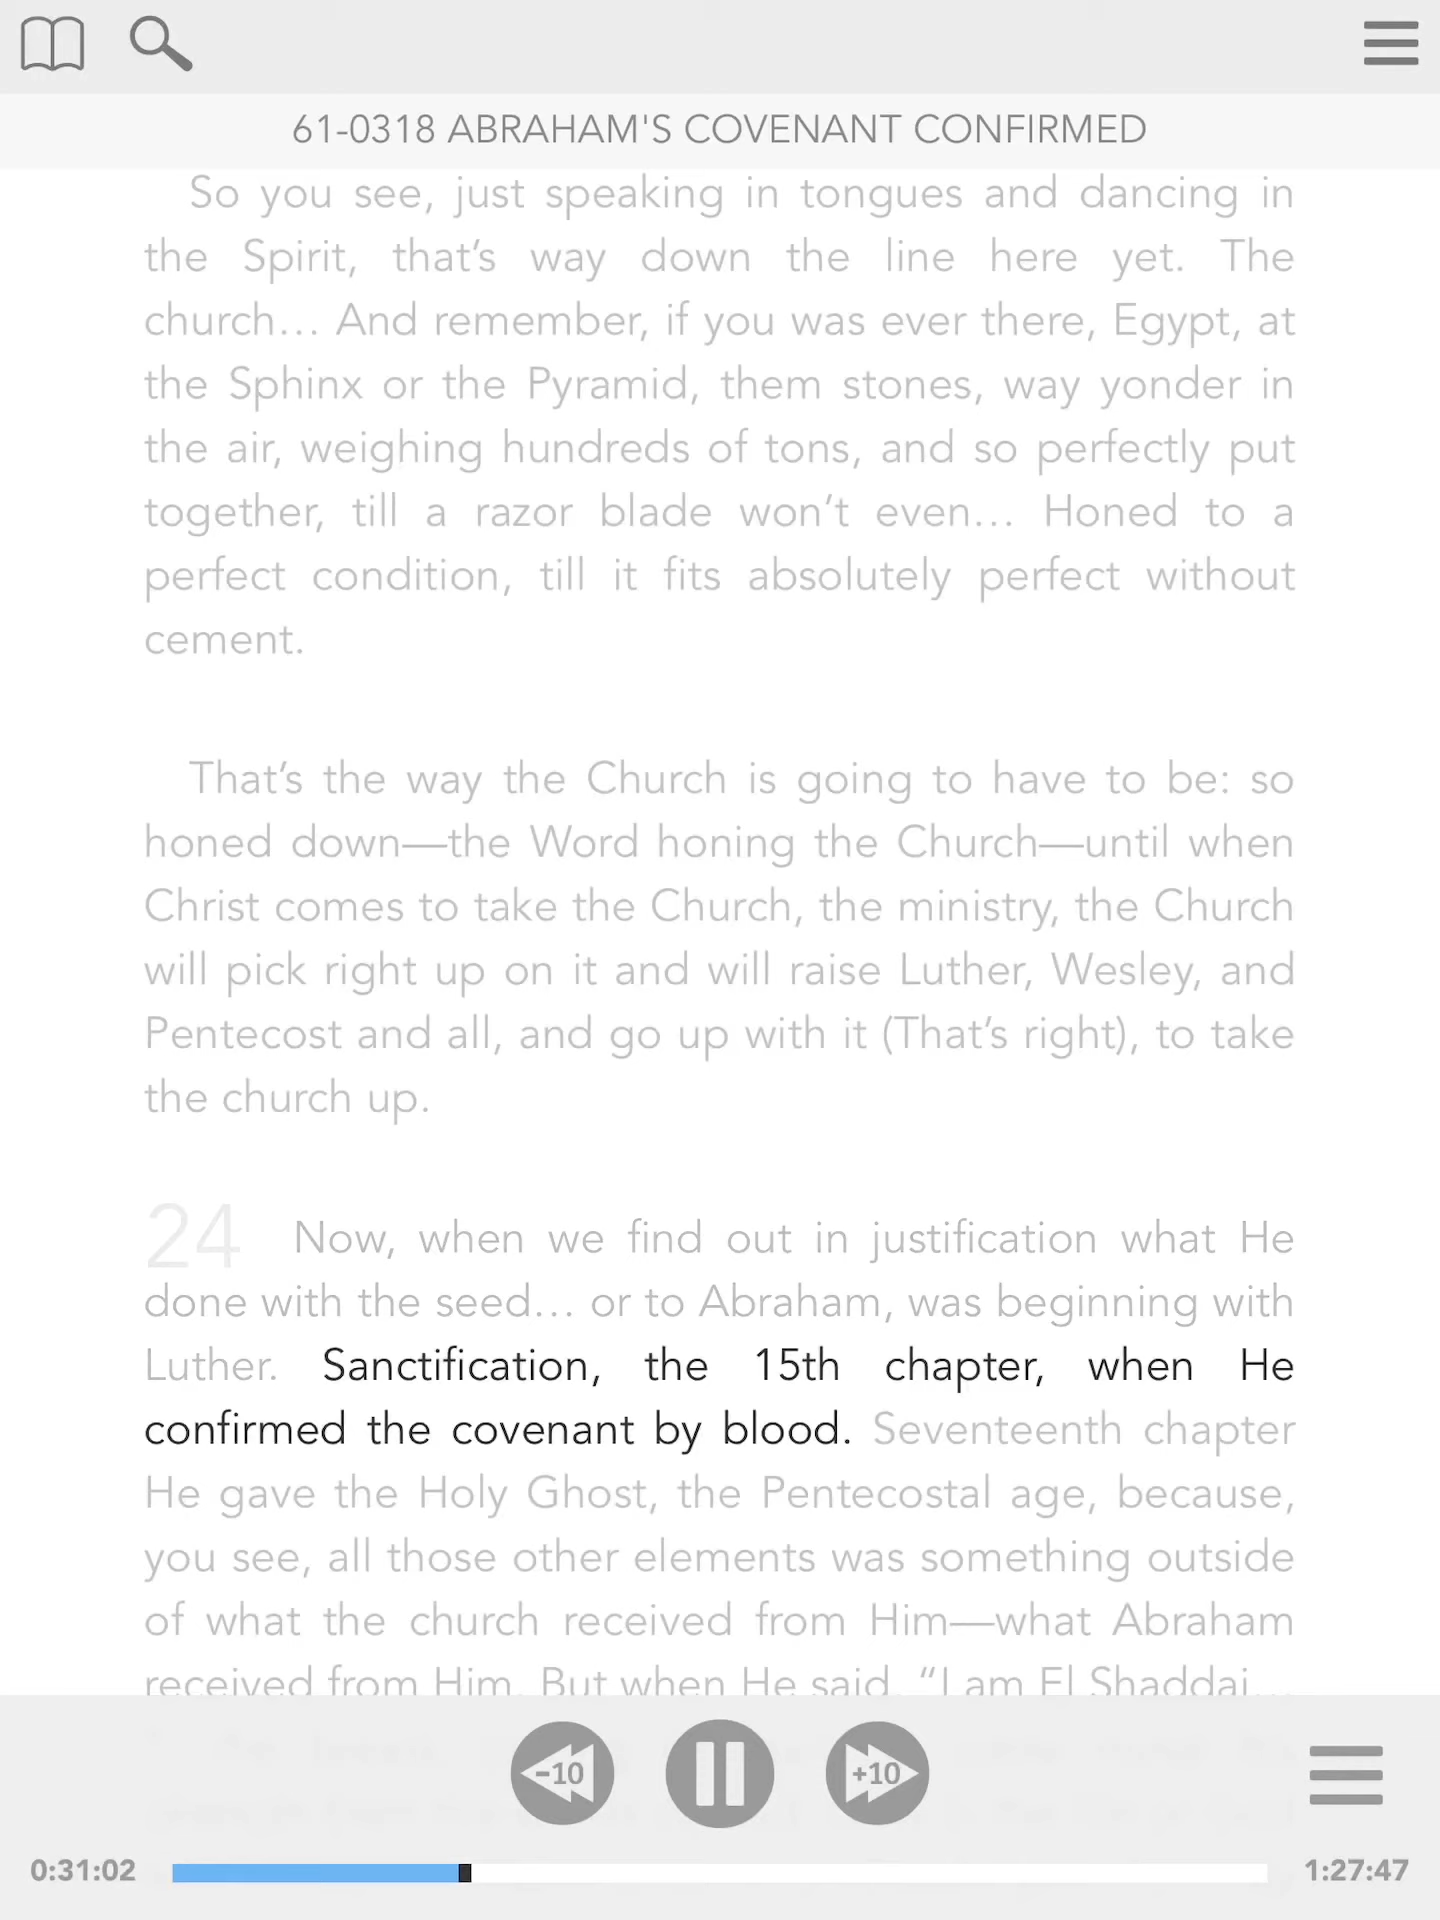 61-0318 ABRAHAM'S COVENANT CONFIRMED
So you see, just speaking in tongues and dancing in
the Spirit, that’s way down the line here yet. The
church… And remember, if you was ever there, Egypt, at
the Sphinx or the Pyramid, them stones, way yonder in
the air, weighing hundreds of tons, and so perfectly put
together, till a razor blade won’t even… Honed to a
perfect condition, till it fits absolutely perfect without
cement.
That’s the way the Church is going to have to be: so
honed down—the Word honing the Church—until when
Christ comes to take the Church, the ministry, the Church
will pick right up on it and will raise Luther, Wesley, and
Pentecost and all, and go up with it (That’s right), to take
the church up.
24 Now, when we find out in justification what He
done with the seed… or to Abraham, was beginning with
Luther. Sanctification, the 15th chapter, when He
confirmed the covenant by blood. Seventeenth chapter
He gave the Holy Ghost, the Pentecostal age, because,
you see, all those other elements was something outside
of what the church received from Him—what Abraham
received from Him. But when He said, “I am El Shaddai…
-10 +10
0:31:02 1:27:47